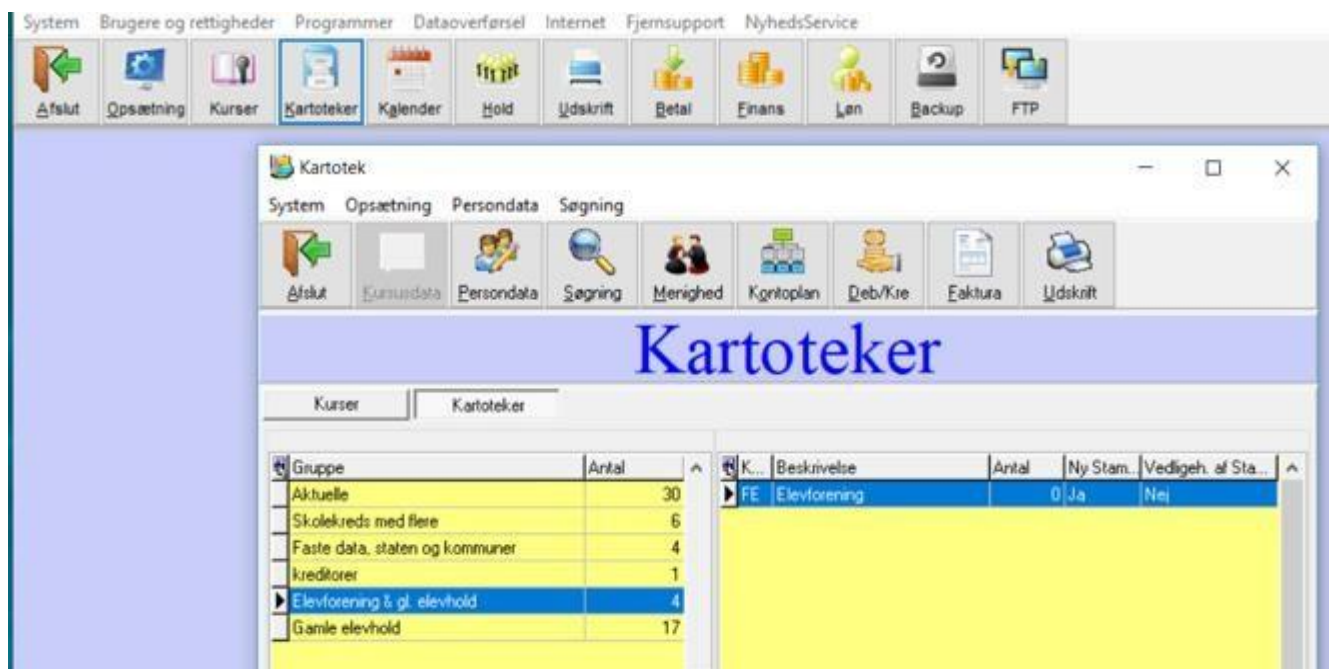 System Brugere og rettigheder Programmer Dataoverførsel Internet Fjernsupport NyhedsService
Afslut Opsætning Kurser Kartoteker Kalender Hold Udskrift Betal Finans Løn Backup FTP
Kartotek
System Opsætning Persondata Søgning
Afslut Kursusdata Persondata Søgning Menighed Kontoplan Deb/Kre Faktura Udskrift
Kartoteker
Kurser Kartoteker
Gruppe Antal K... Beskrivelse Antal Ny Stam... Vedligeh. af Sta...
Aktuelle 30 FE Elevforening 0 Ja Nej
Skolekreds med flere 6
Faste data, staten og kommuner 4
kreditorer 1
Elevforening & gl. elevhold 4
Gamle elevhold 17